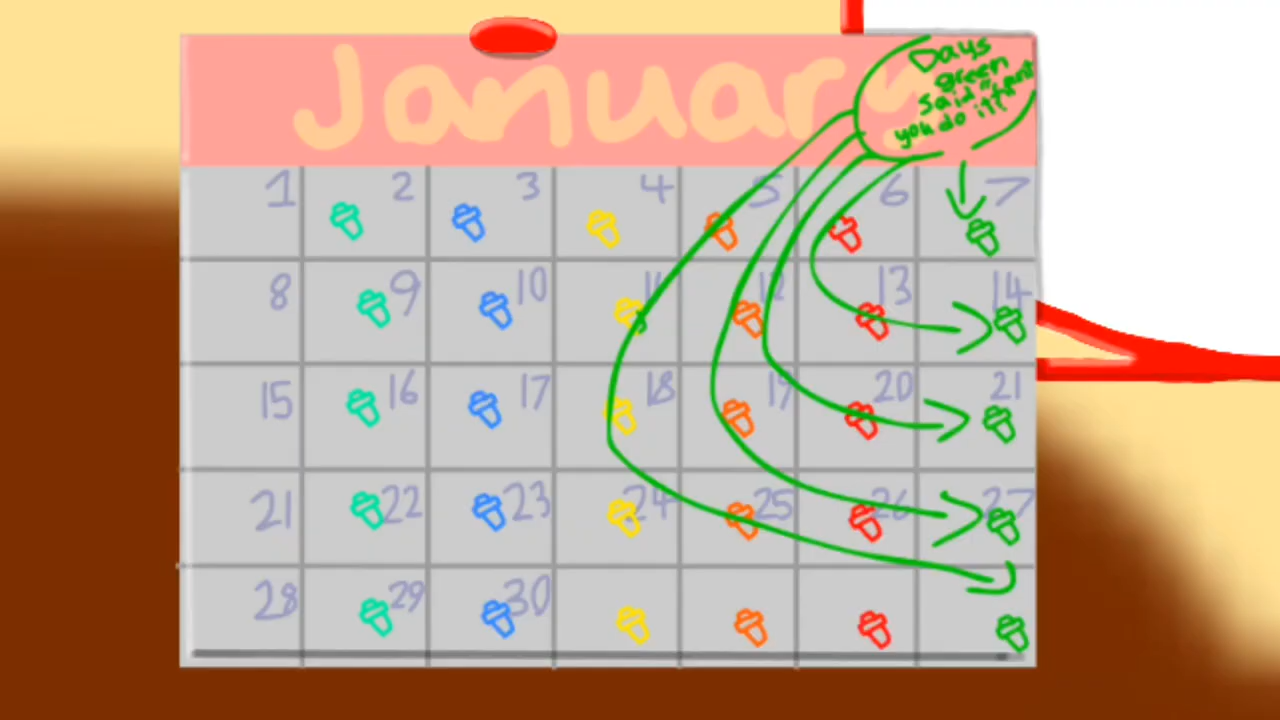 January
Days
green
said "I want
you do it"
1 2 3 4 5 6 7
8 9 10 11 12 13 14
15 16 17 18 19 20 21
21 22 23 24 25 26 27
28 29 30